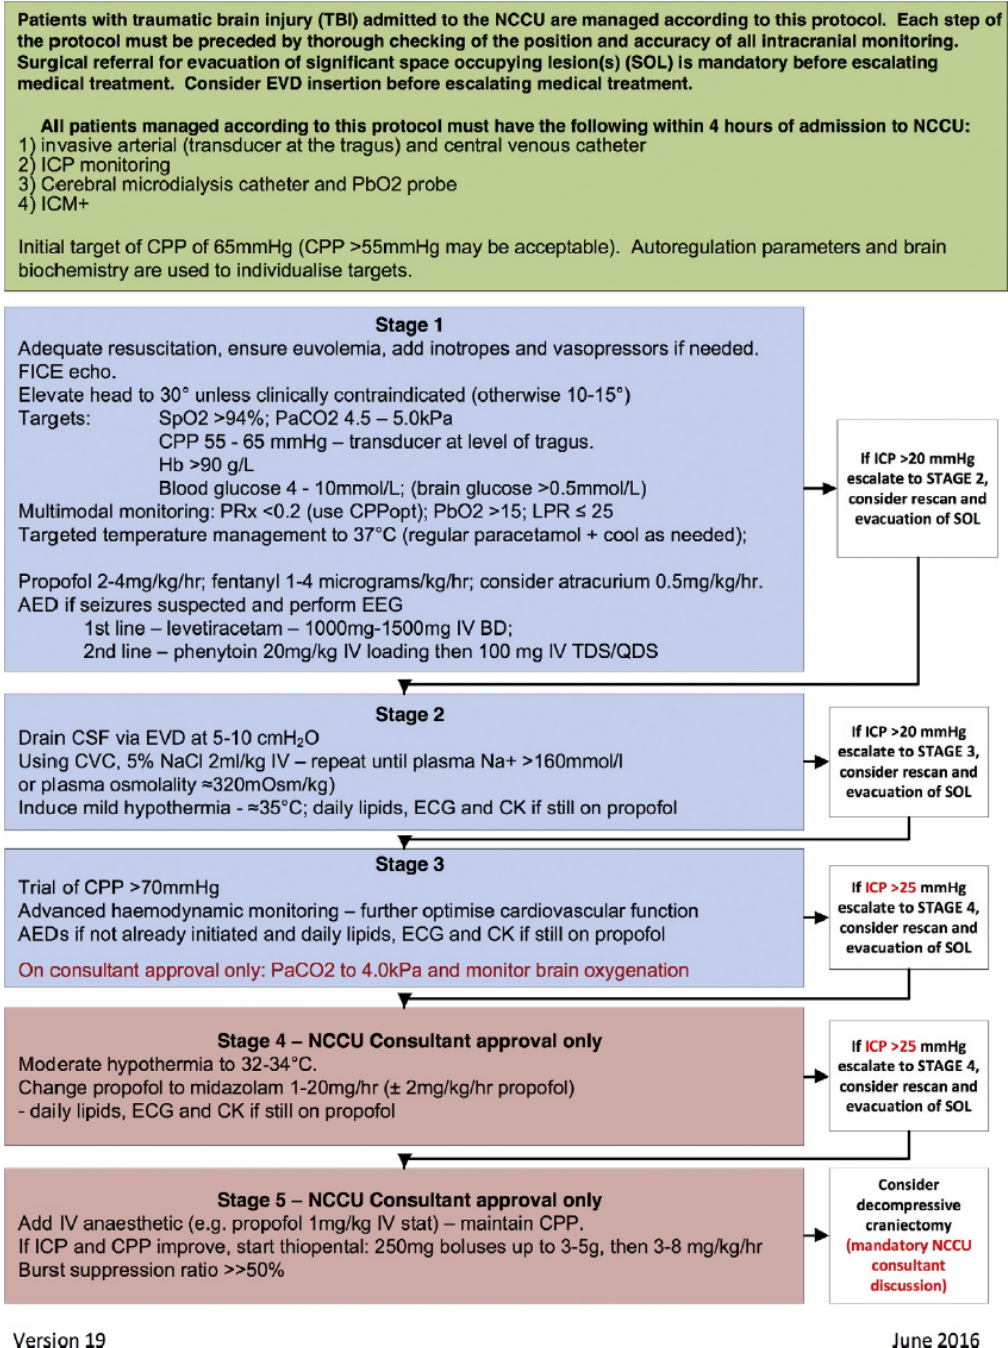 Patients with traumatic brain injury (TBI) admitted to the NCCU are managed according to this protocol.  Each step of
the protocol must be preceded by thorough checking of the position and accuracy of all intracranial monitoring.
Surgical referral for evacuation of significant space occupying lesion(s) (SOL) is mandatory before escalating
medical treatment.  Consider EVD insertion before escalating medical treatment.
All patients managed according to this protocol must have the following within 4 hours of admission to NCCU:
1) invasive arterial (transducer at the tragus) and central venous catheter
2) ICP monitoring
3) Cerebral microdialysis catheter and PbO2 probe
4) ICM+
Initial target of CPP of 65mmHg (CPP >55mmHg may be acceptable).  Autoregulation parameters and brain
biochemistry are used to individualise targets.
Stage 1
Adequate resuscitation, ensure euvolemia, add inotropes and vasopressors if needed.
FICE echo.
Elevate head to 30° unless clinically contraindicated (otherwise 10-15°)
Targets: SpO2 >94%; PaCO2 4.5 – 5.0kPa
CPP 55 - 65 mmHg – transducer at level of tragus.
Hb >90 g/L
Blood glucose 4 - 10mmol/L; (brain glucose >0.5mmol/L)
Multimodal monitoring: PRx <0.2 (use CPPopt); PbO2 >15; LPR ≤ 25
Targeted temperature management to 37°C (regular paracetamol + cool as needed);
Propofol 2-4mg/kg/hr; fentanyl 1-4 micrograms/kg/hr; consider atracurium 0.5mg/kg/hr.
AED if seizures suspected and perform EEG
1st line – levetiracetam – 1000mg-1500mg IV BD;
2nd line – phenytoin 20mg/kg IV loading then 100 mg IV TDS/QDS
If ICP >20 mmHg
escalate to STAGE 2,
consider rescan and
evacuation of SOL
Stage 2
Drain CSF via EVD at 5-10 cmH₂O
Using CVC, 5% NaCl 2ml/kg IV – repeat until plasma Na+ >160mmol/l
or plasma osmolality ≈320mOsm/kg)
Induce mild hypothermia - ≈35°C; daily lipids, ECG and CK if still on propofol
If ICP >20 mmHg
escalate to STAGE 3,
consider rescan and
evacuation of SOL
Stage 3
Trial of CPP >70mmHg
Advanced haemodynamic monitoring – further optimise cardiovascular function
AEDs if not already initiated and daily lipids, ECG and CK if still on propofol
On consultant approval only: PaCO2 to 4.0kPa and monitor brain oxygenation
If ICP >25 mmHg
escalate to STAGE 4,
consider rescan and
evacuation of SOL
Stage 4 – NCCU Consultant approval only
Moderate hypothermia to 32-34°C.
Change propofol to midazolam 1-20mg/hr (± 2mg/kg/hr propofol)
- daily lipids, ECG and CK if still on propofol
If ICP >25 mmHg
escalate to STAGE 4,
consider rescan and
evacuation of SOL
Stage 5 – NCCU Consultant approval only
Add IV anaesthetic (e.g. propofol 1mg/kg IV stat) – maintain CPP.
If ICP and CPP improve, start thiopental: 250mg boluses up to 3-5g, then 3-8 mg/kg/hr
Burst suppression ratio >>50%
Consider
decompressive
craniectomy
(mandatory NCCU
consultant
discussion)
Version 19
June 2016